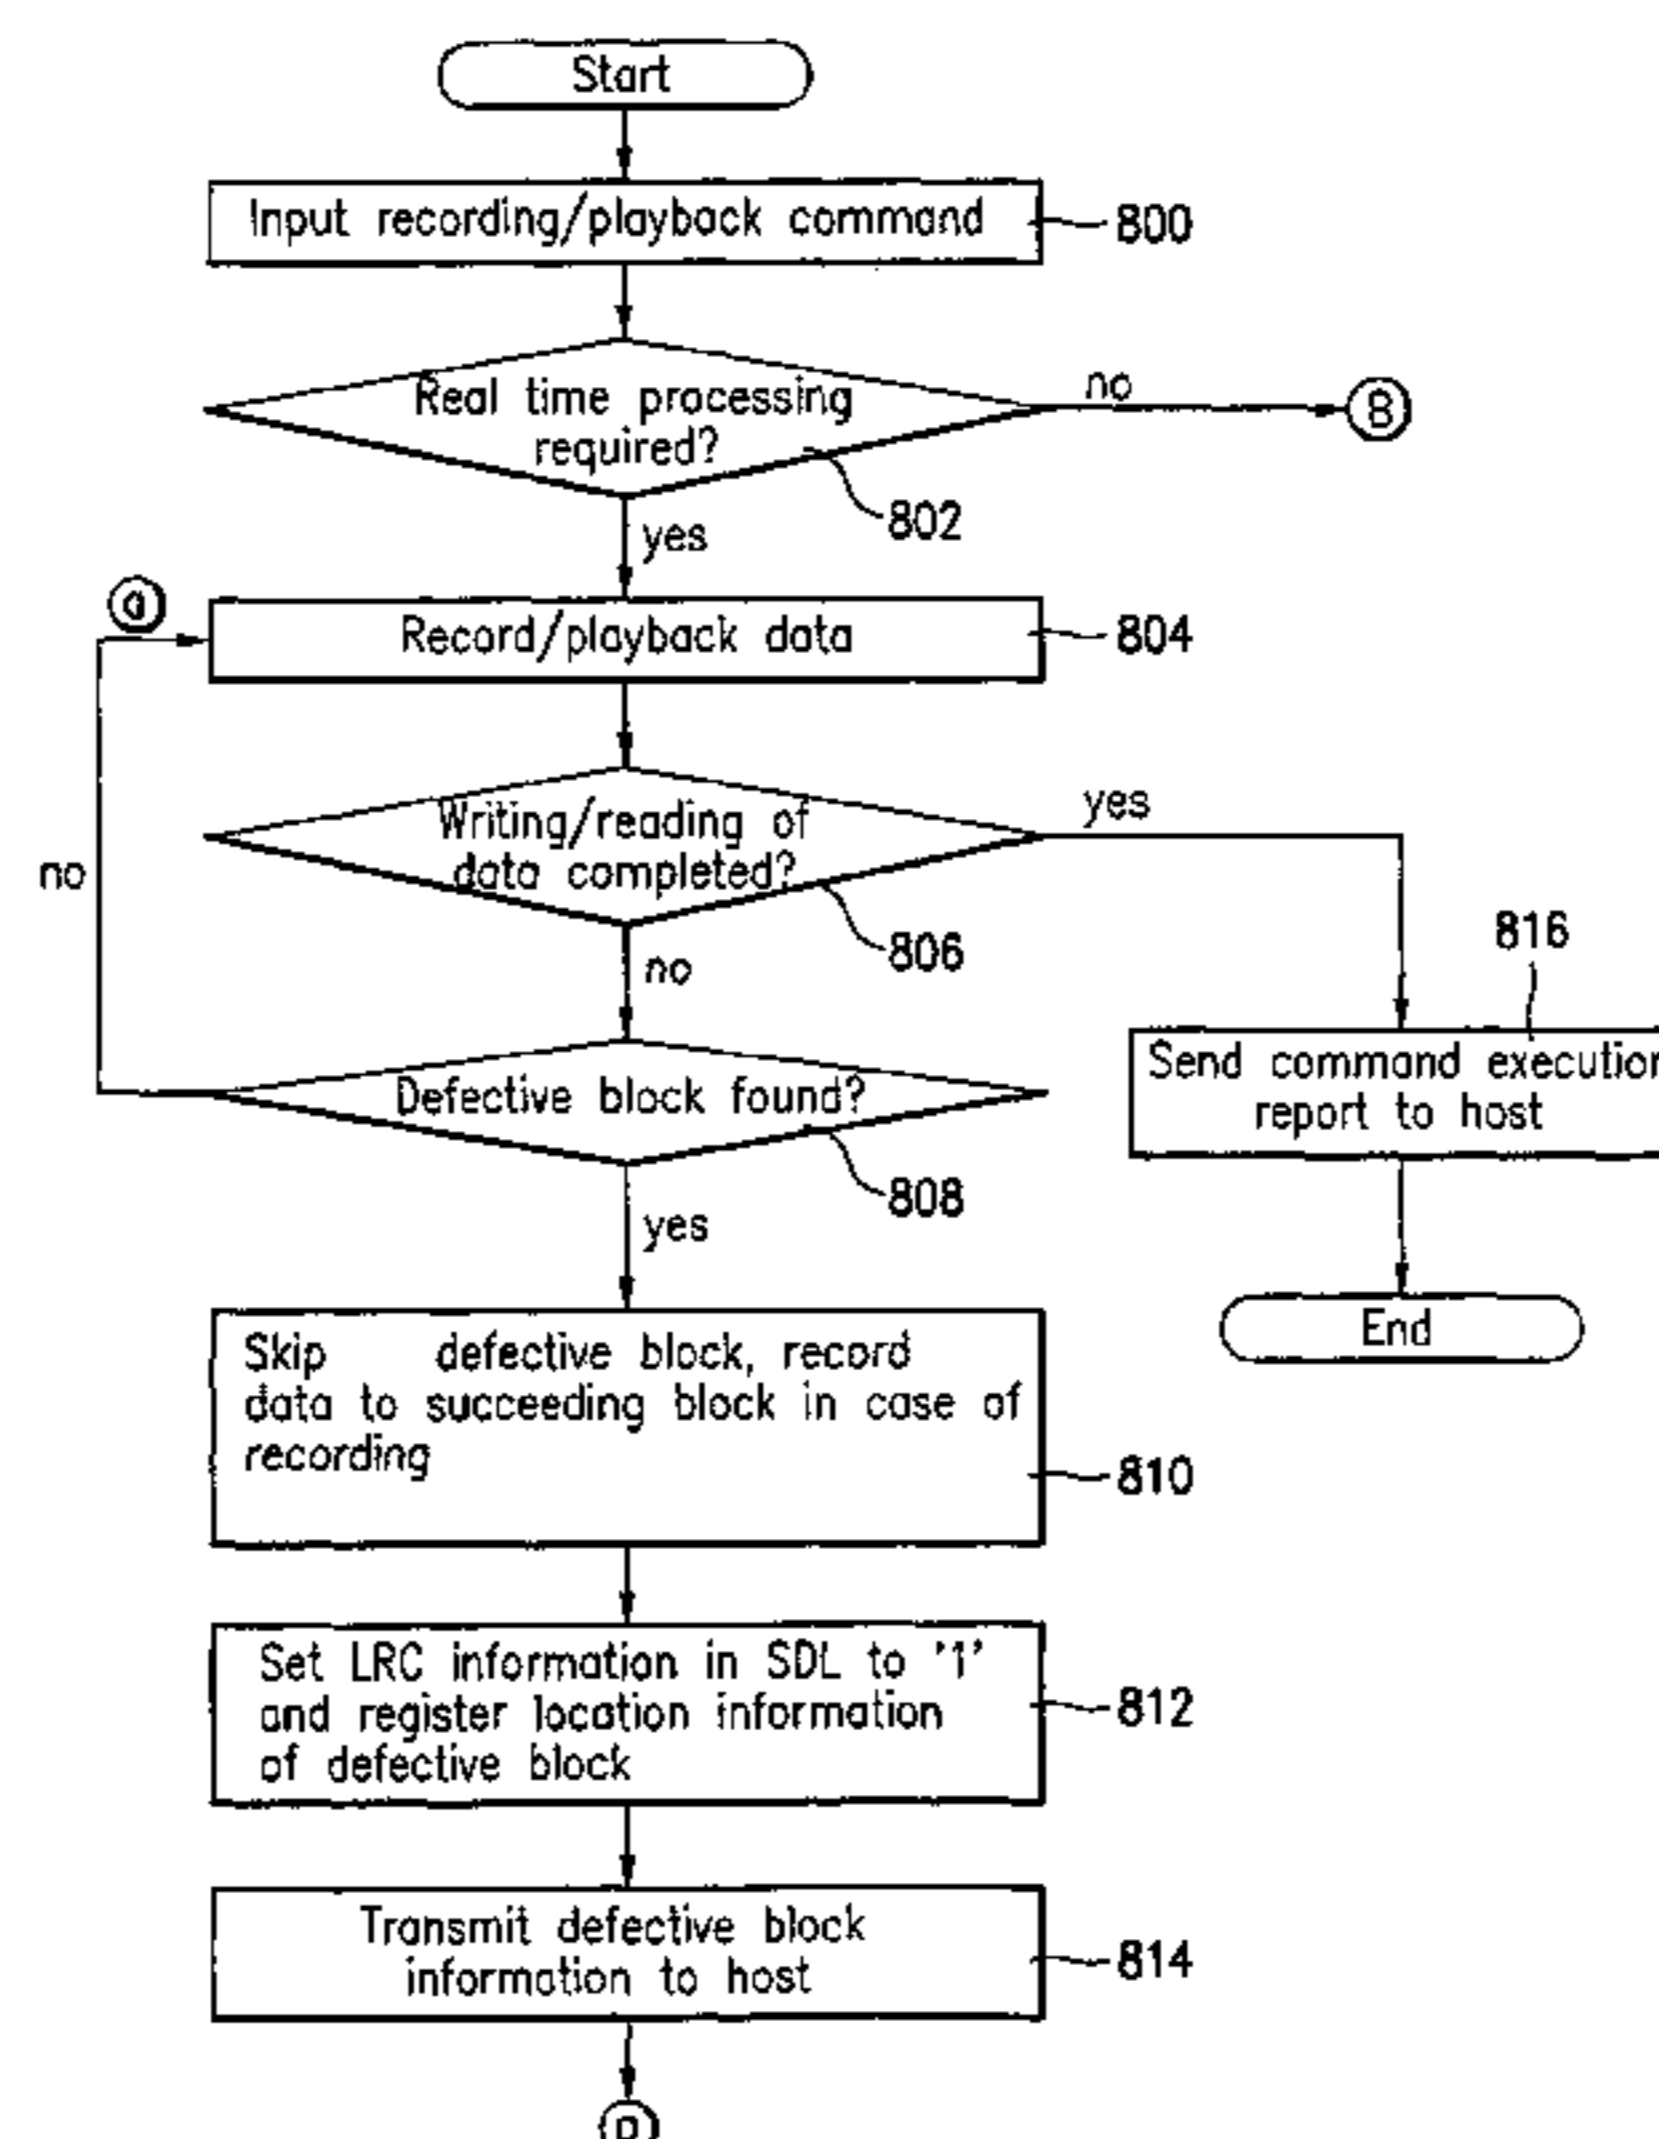 Start
Input recording/playback command
800
Real time processing
required?
no
B
802
yes
a
Record/playback data
804
Writing/reading of
data completed?
yes
no
806
no
816
Send command execution
report to host
Defective block found?
808
yes
End
Skip defective block, record
data to succeeding block in case of
recording
810
Set LRC information in SDL to '1'
and register location information
of defective block
812
Transmit defective block
information to host
814